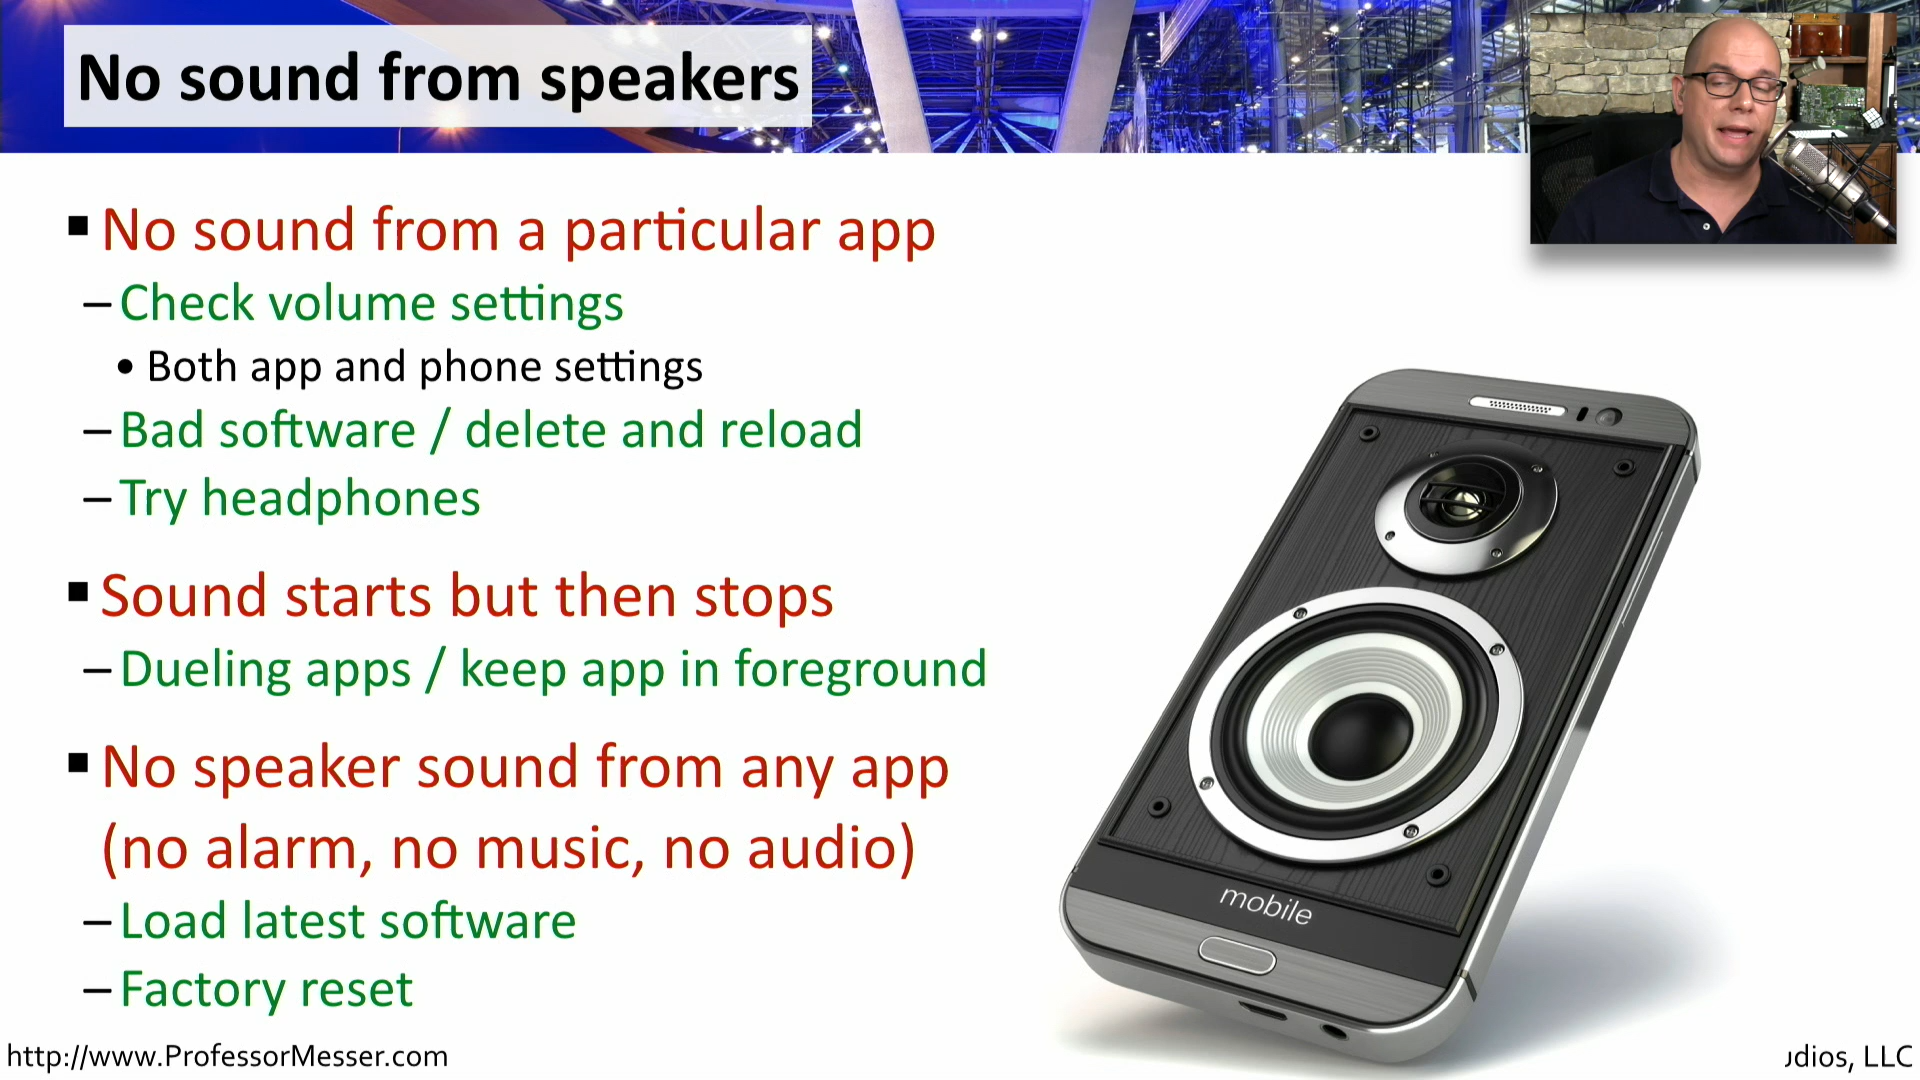 No sound from speakers
▪ No sound from a particular app
– Check volume settings
• Both app and phone settings
– Bad software / delete and reload
– Try headphones
▪ Sound starts but then stops
– Dueling apps / keep app in foreground
▪ No speaker sound from any app
(no alarm, no music, no audio)
– Load latest software
– Factory reset
mobile
http://www.ProfessorMesser.com
LLC